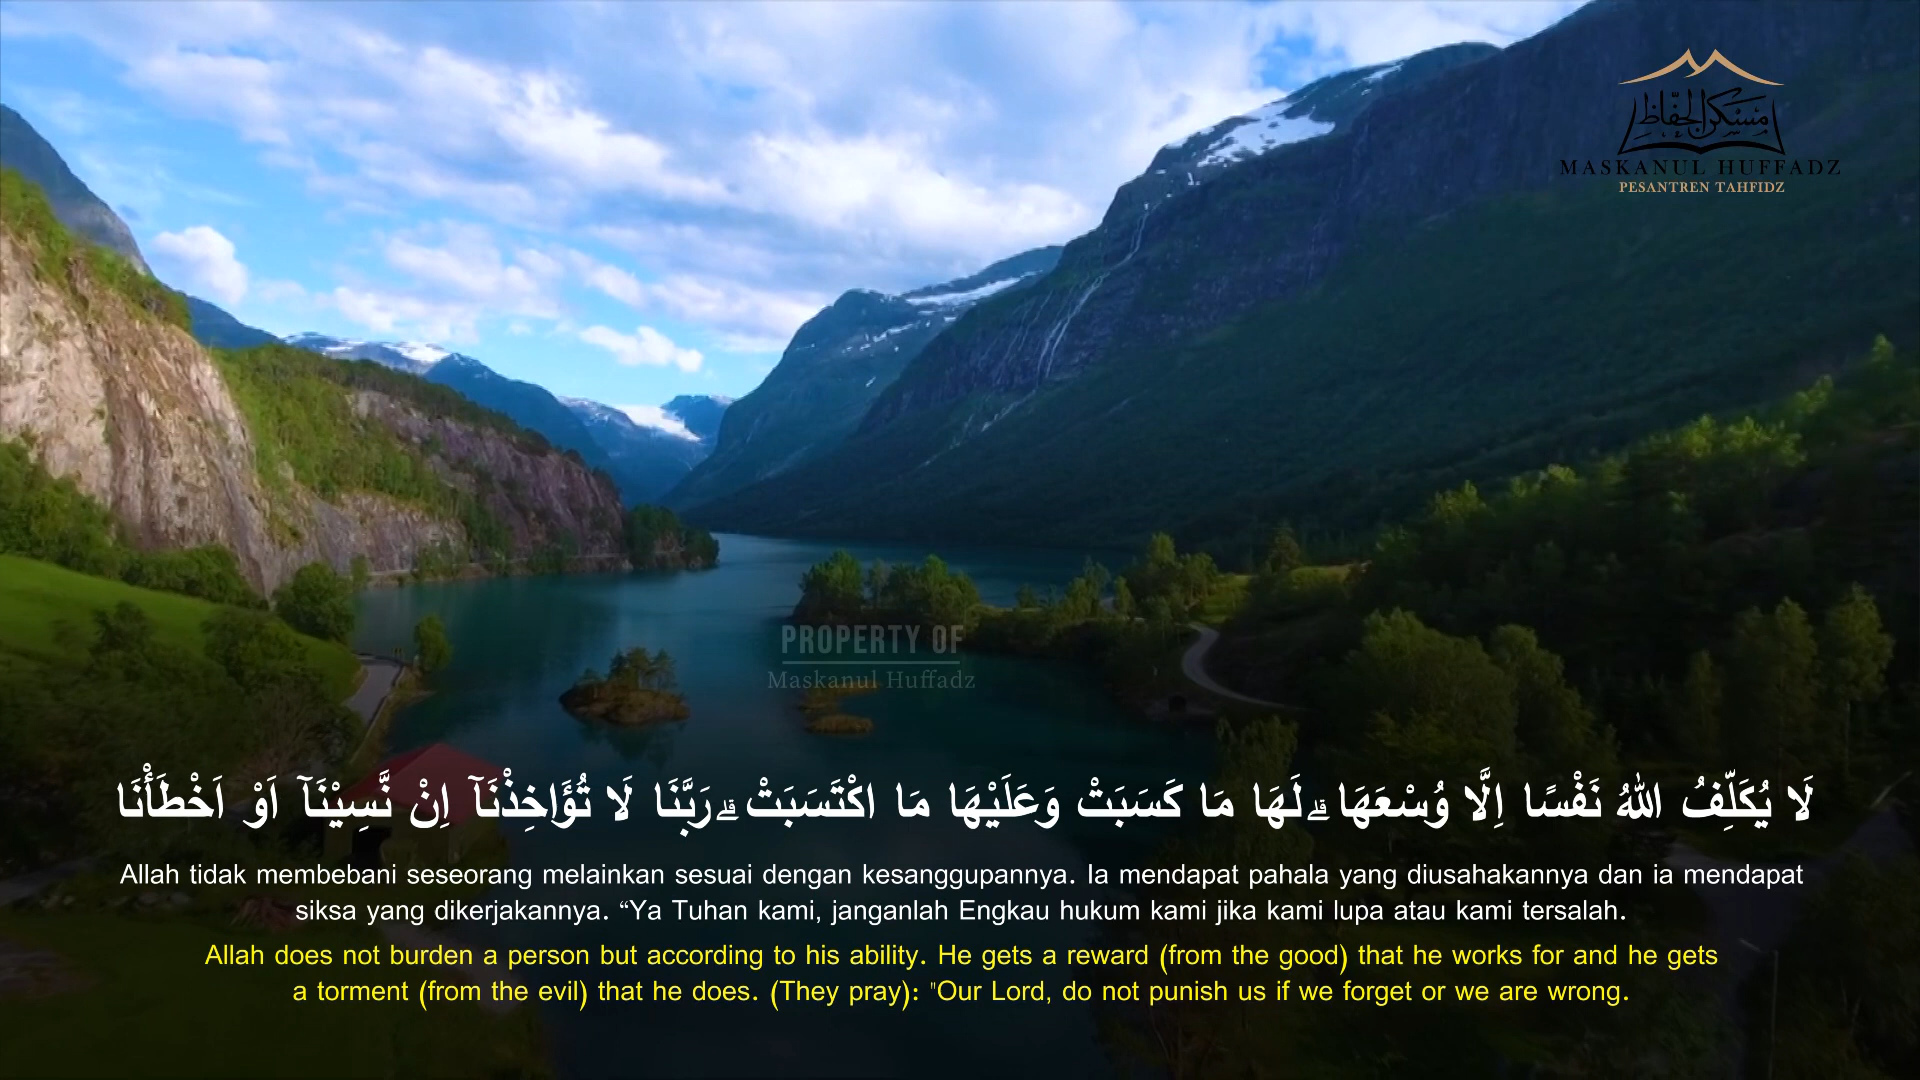 مسكن الحفاظ
MASKANUL HUFFADZ
PESANTREN TAHFIDZ
PROPERTY OF
Maskanul Huffadz
لَا يُكَلِّفُ اللّٰهُ نَفْسًا اِلَّا وُسْعَهَا ۗ لَهَا مَا كَسَبَتْ وَعَلَيْهَا مَا اكْتَسَبَتْ ۗ رَبَّنَا لَا تُؤَاخِذْنَآ اِنْ نَّسِيْنَآ اَوْ اَخْطَأْنَا
Allah tidak membebani seseorang melainkan sesuai dengan kesanggupannya. Ia mendapat pahala yang diusahakannya dan ia mendapat
siksa yang dikerjakannya. “Ya Tuhan kami, janganlah Engkau hukum kami jika kami lupa atau kami tersalah.
Allah does not burden a person but according to his ability. He gets a reward (from the good) that he works for and he gets
a torment (from the evil) that he does. (They pray): "Our Lord, do not punish us if we forget or we are wrong.